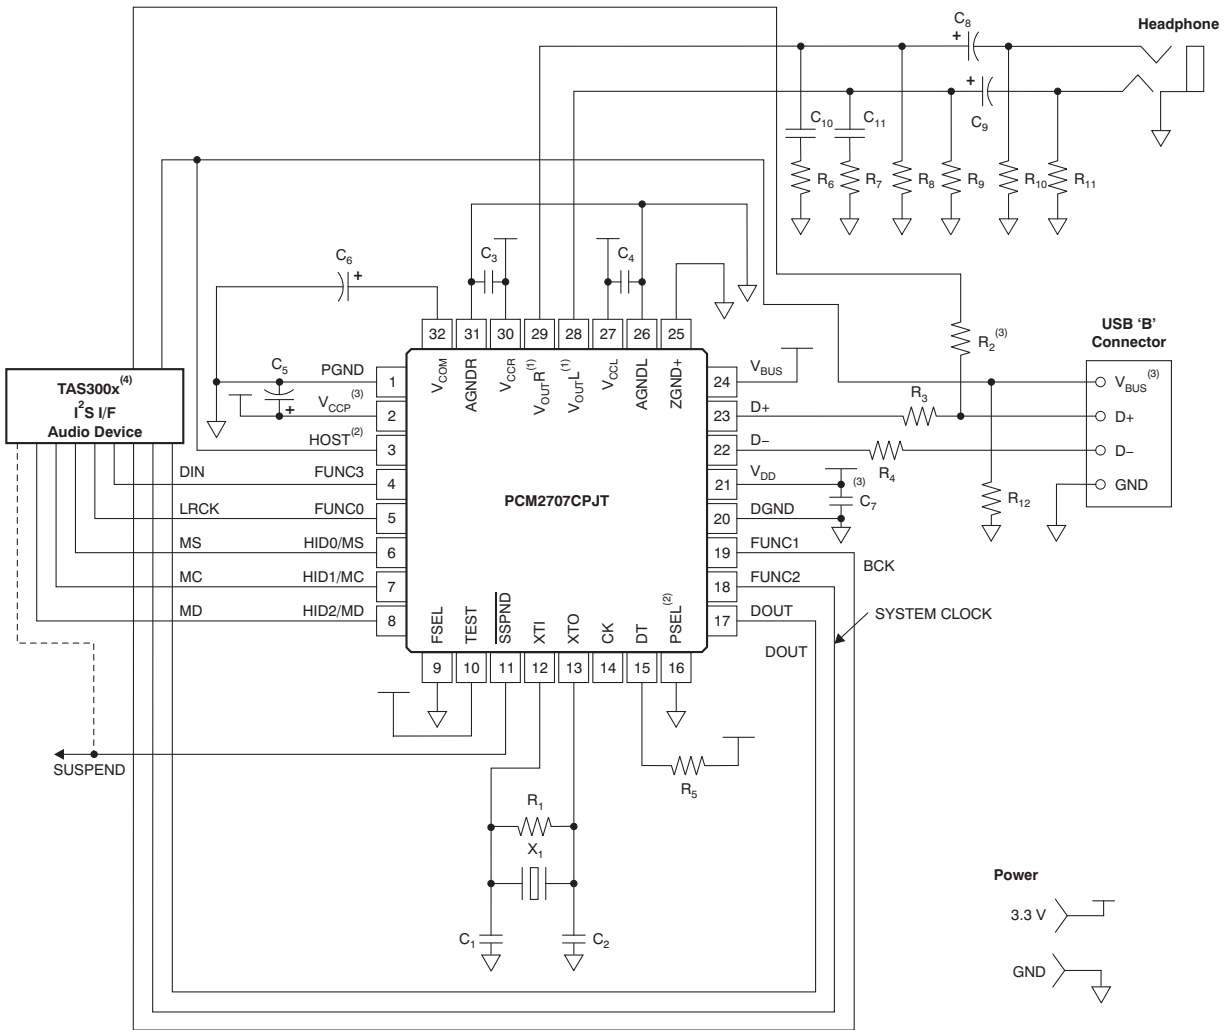 C8
Headphone
+
+
C9
C10
C11
R6
R7
R8
R9
R10
R11
C6
+
C3
C4
R2(3)
USB 'B'
Connector
32
31
30
29
28
27
26
25
VCOM
AGNDR
VCCR
VOUTR(1)
VOUTL(1)
VCCL
AGNDL
ZGND+
TAS300x(4)
I2S I/F
Audio Device
C5
+
PGND
1
VCCP(3)
2
HOST(2)
3
DIN
FUNC3
4
LRCK
FUNC0
5
MS
HID0/MS
6
MC
HID1/MC
7
MD
HID2/MD
8
PCM2707CPJT
24
VBUS
23
D+
R3
22
D−
R4
21
VDD
(3)
C7
20
DGND
19
FUNC1
BCK
18
FUNC2
SYSTEM CLOCK
17
DOUT
DOUT
VBUS(3)
D+
D−
GND
R12
FSEL
TEST
SSPND
XTI
XTO
CK
DT
PSEL(2)
9
10
11
12
13
14
15
16
SUSPEND
R5
R1
X1
C1
C2
Power
3.3 V
GND